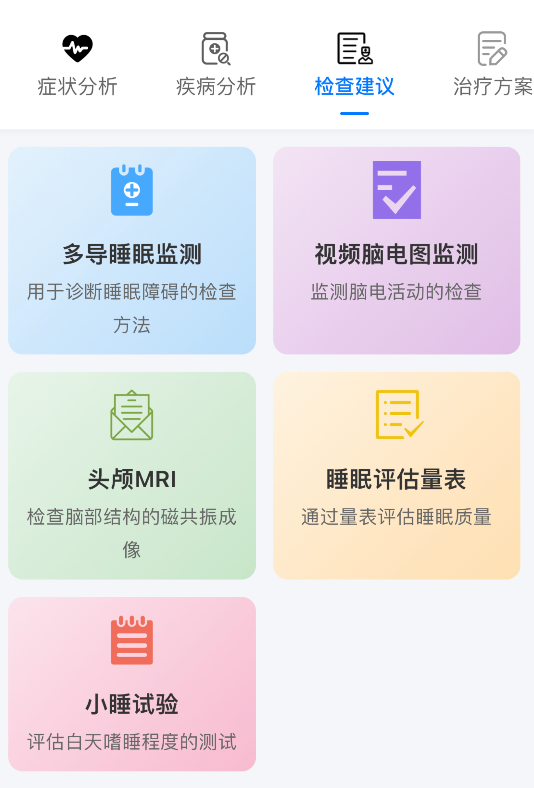 症状分析
疾病分析
检查建议
治疗方案
多导睡眠监测
用于诊断睡眠障碍的检查
方法
视频脑电图监测
监测脑电活动的检查
头颅MRI
检查脑部结构的磁共振成
像
睡眠评估量表
通过量表评估睡眠质量
小睡试验
评估白天嗜睡程度的测试